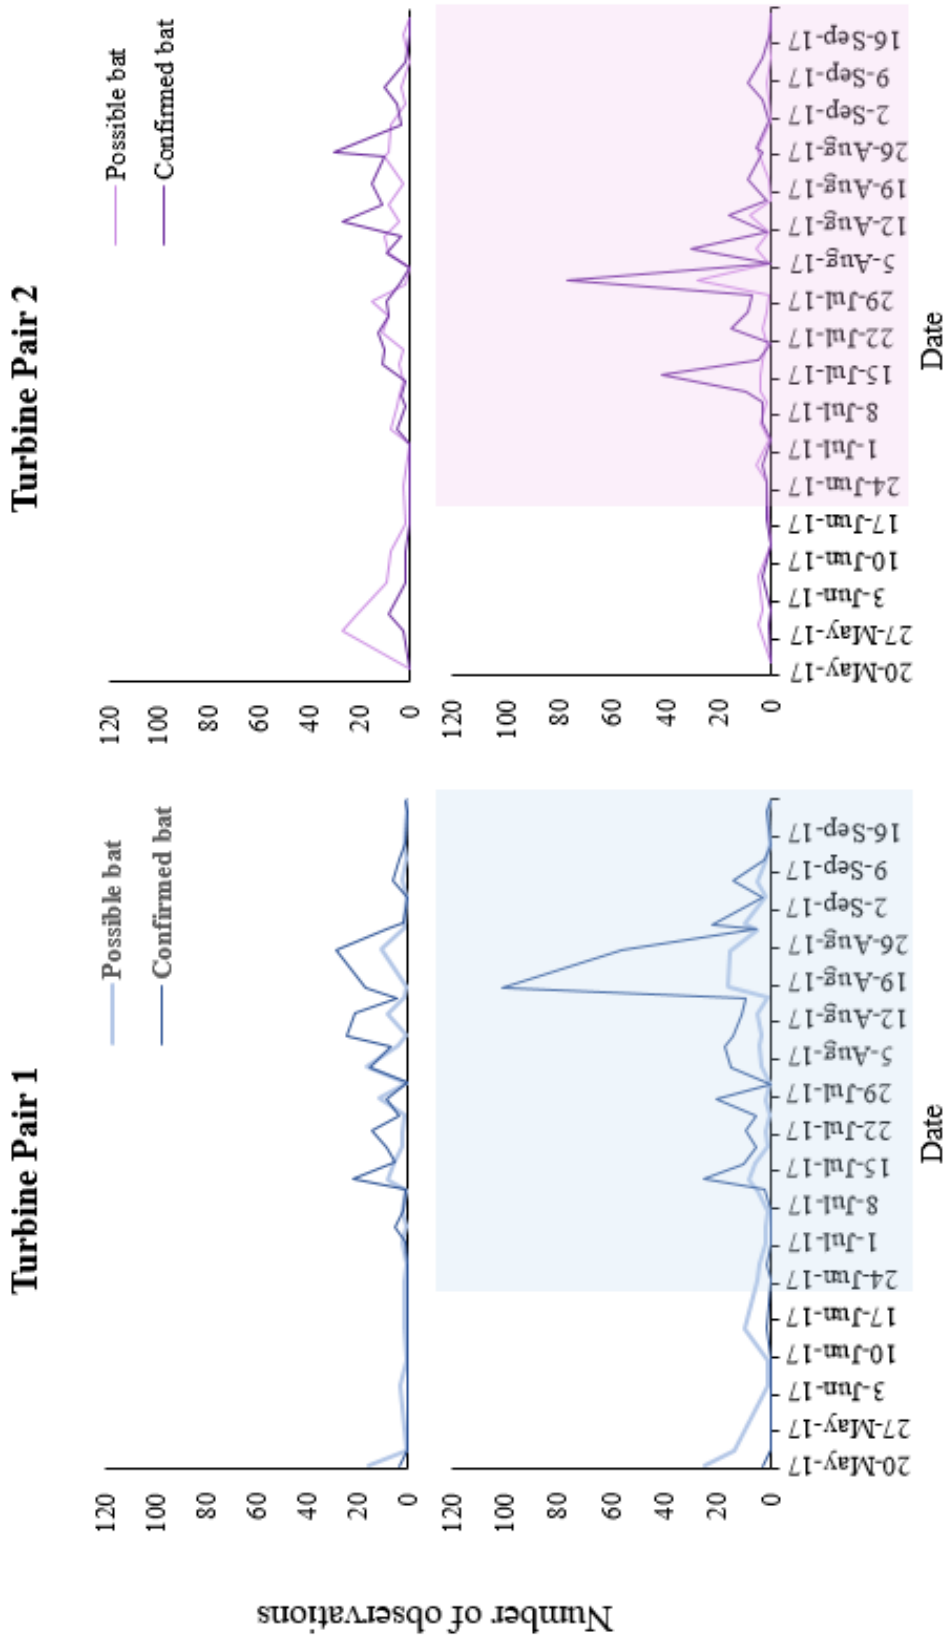 Turbine Pair 1
Possible bat
Confirmed bat
120
100
80
60
40
20
0
Turbine Pair 2
Possible bat
Confirmed bat
120
100
80
60
40
20
0
Number of observations
120
100
80
60
40
20
0
20-May-17
27-May-17
3-Jun-17
10-Jun-17
17-Jun-17
24-Jun-17
1-Jul-17
8-Jul-17
15-Jul-17
22-Jul-17
29-Jul-17
5-Aug-17
12-Aug-17
19-Aug-17
26-Aug-17
2-Sep-17
9-Sep-17
16-Sep-17
Date
120
100
80
60
40
20
0
20-May-17
27-May-17
3-Jun-17
10-Jun-17
17-Jun-17
24-Jun-17
1-Jul-17
8-Jul-17
15-Jul-17
22-Jul-17
29-Jul-17
5-Aug-17
12-Aug-17
19-Aug-17
26-Aug-17
2-Sep-17
9-Sep-17
16-Sep-17
Date